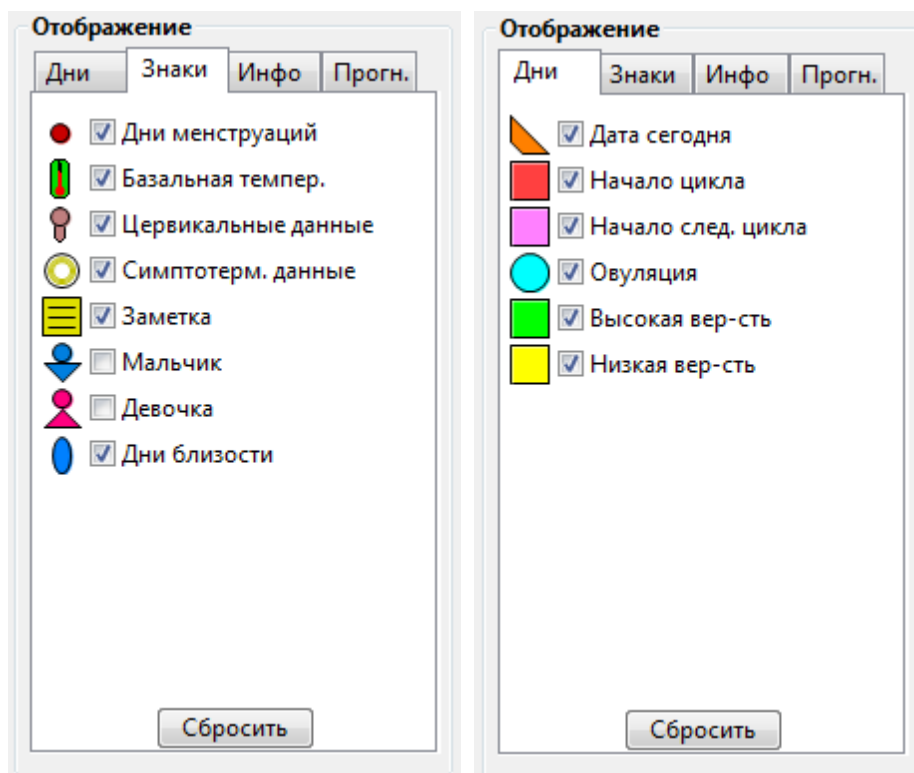 Отображение
Дни Знаки Инфо Прогн.
Дни менструаций
Базальная темпер.
Цервикальные данные
Симптотерм. данные
Заметка
Мальчик
Девочка
Дни близости
Сбросить
Отображение
Дни Знаки Инфо Прогн.
Дата сегодня
Начало цикла
Начало след. цикла
Овуляция
Высокая вер-сть
Низкая вер-сть
Сбросить